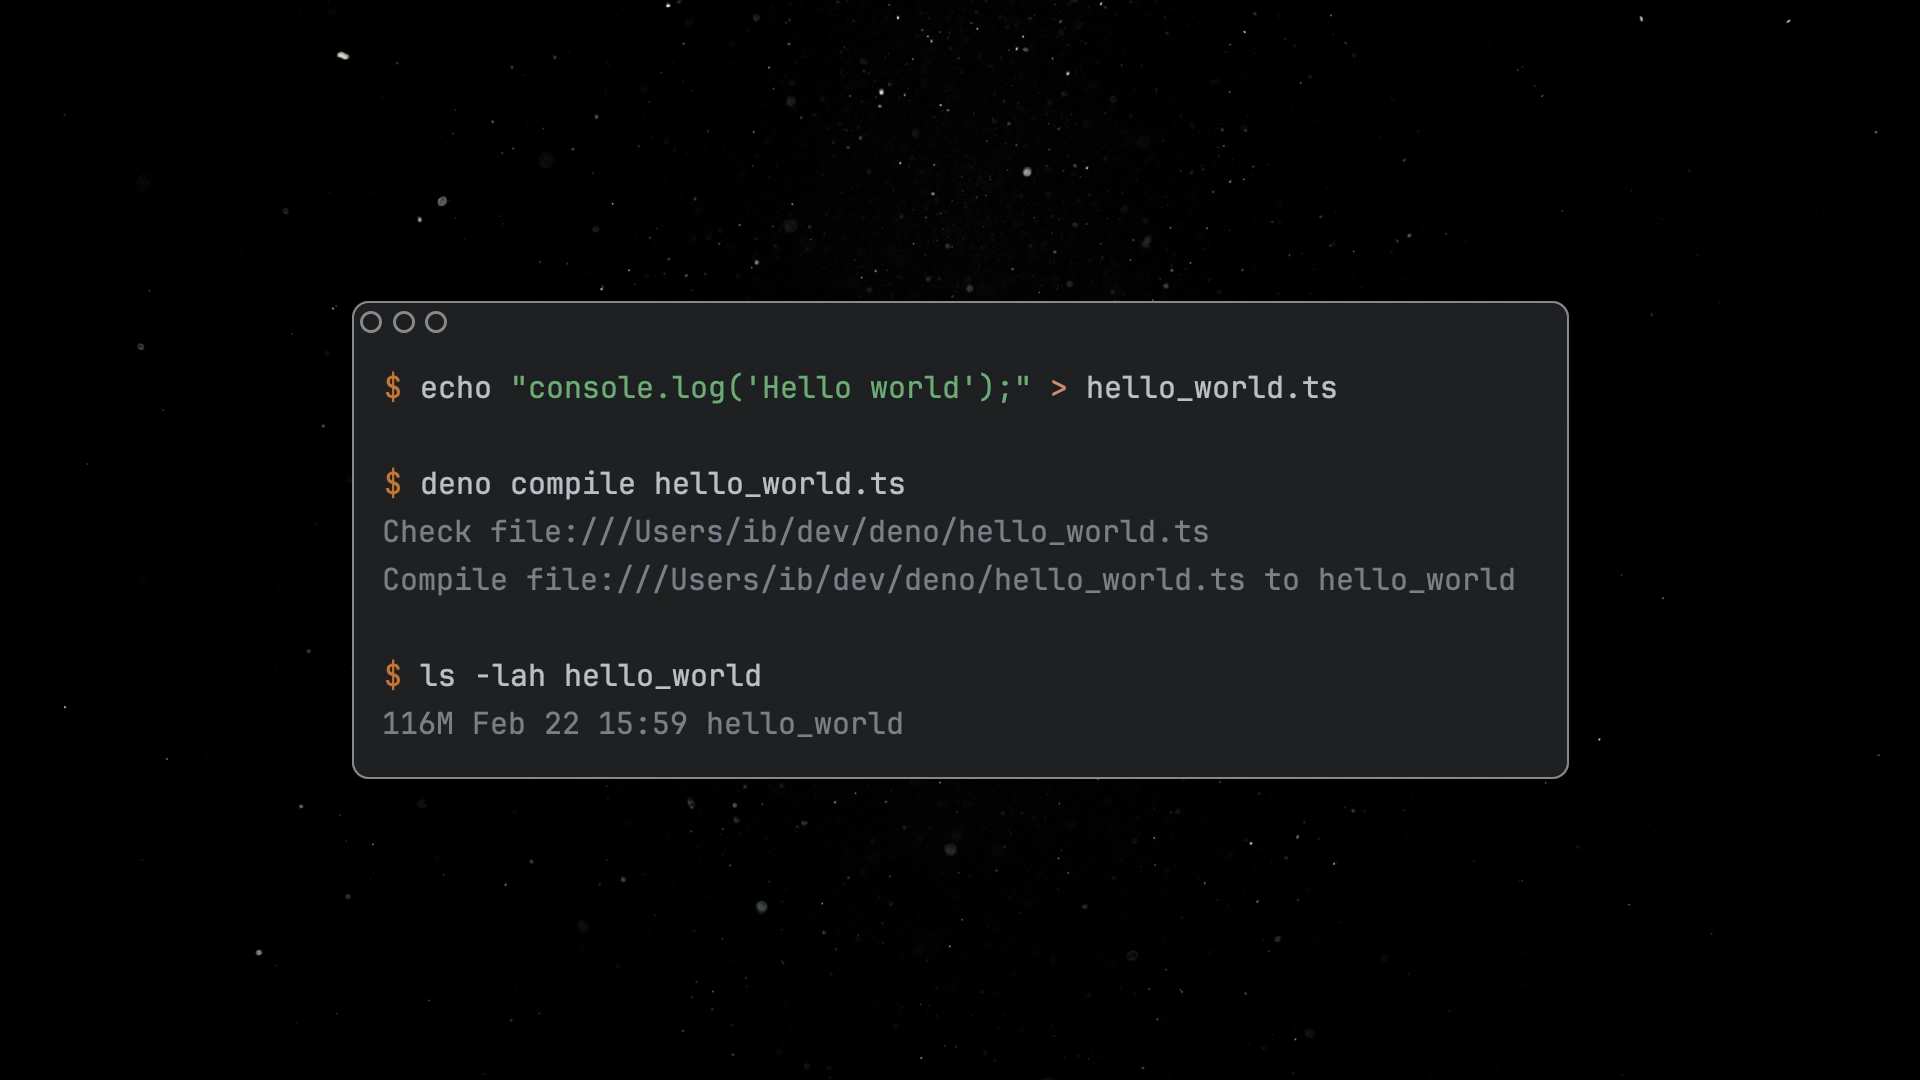 $ echo "console.log('Hello world');" > hello_world.ts
$ deno compile hello_world.ts
Check file:///Users/ib/dev/deno/hello_world.ts
Compile file:///Users/ib/dev/deno/hello_world.ts to hello_world
$ ls -lah hello_world
116M Feb 22 15:59 hello_world